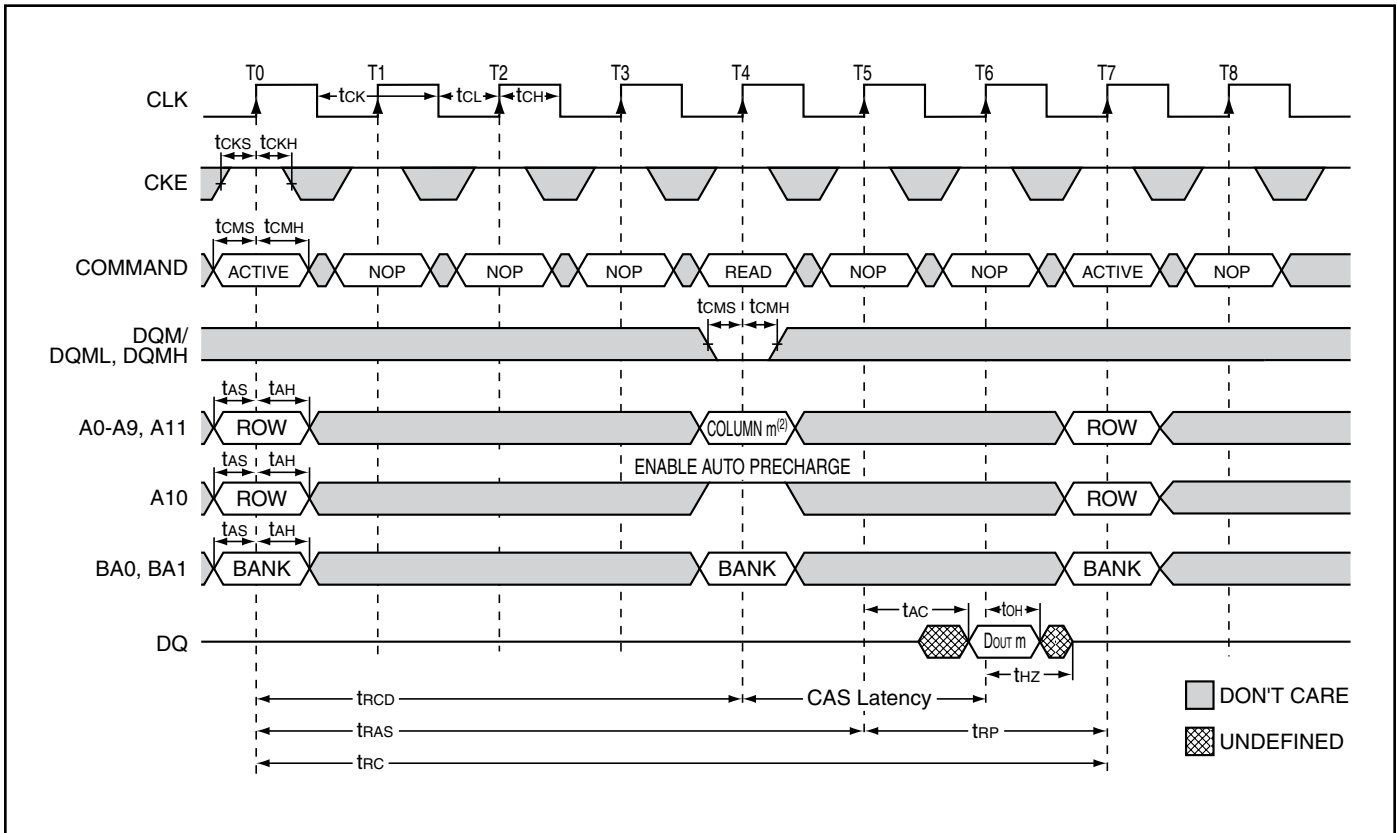 T0 T1 T2 T3 T4 T5 T6 T7 T8
CLK tCK tCL tCH
tCKS tCKH
CKE
tCMS tCMH
COMMAND ACTIVE NOP NOP NOP READ NOP NOP ACTIVE NOP
tCMS tCMH
DQM/
DQML, DQMH
tAS tAH
A0-A9, A11 ROW COLUMN m(2) ROW
tAS tAH ENABLE AUTO PRECHARGE
A10 ROW ROW
tAS tAH
BA0, BA1 BANK BANK BANK
tAC tOH
DQ DOUT m
tHZ
tRCD CAS Latency
tRAS tRP
tRC
DON'T CARE
UNDEFINED